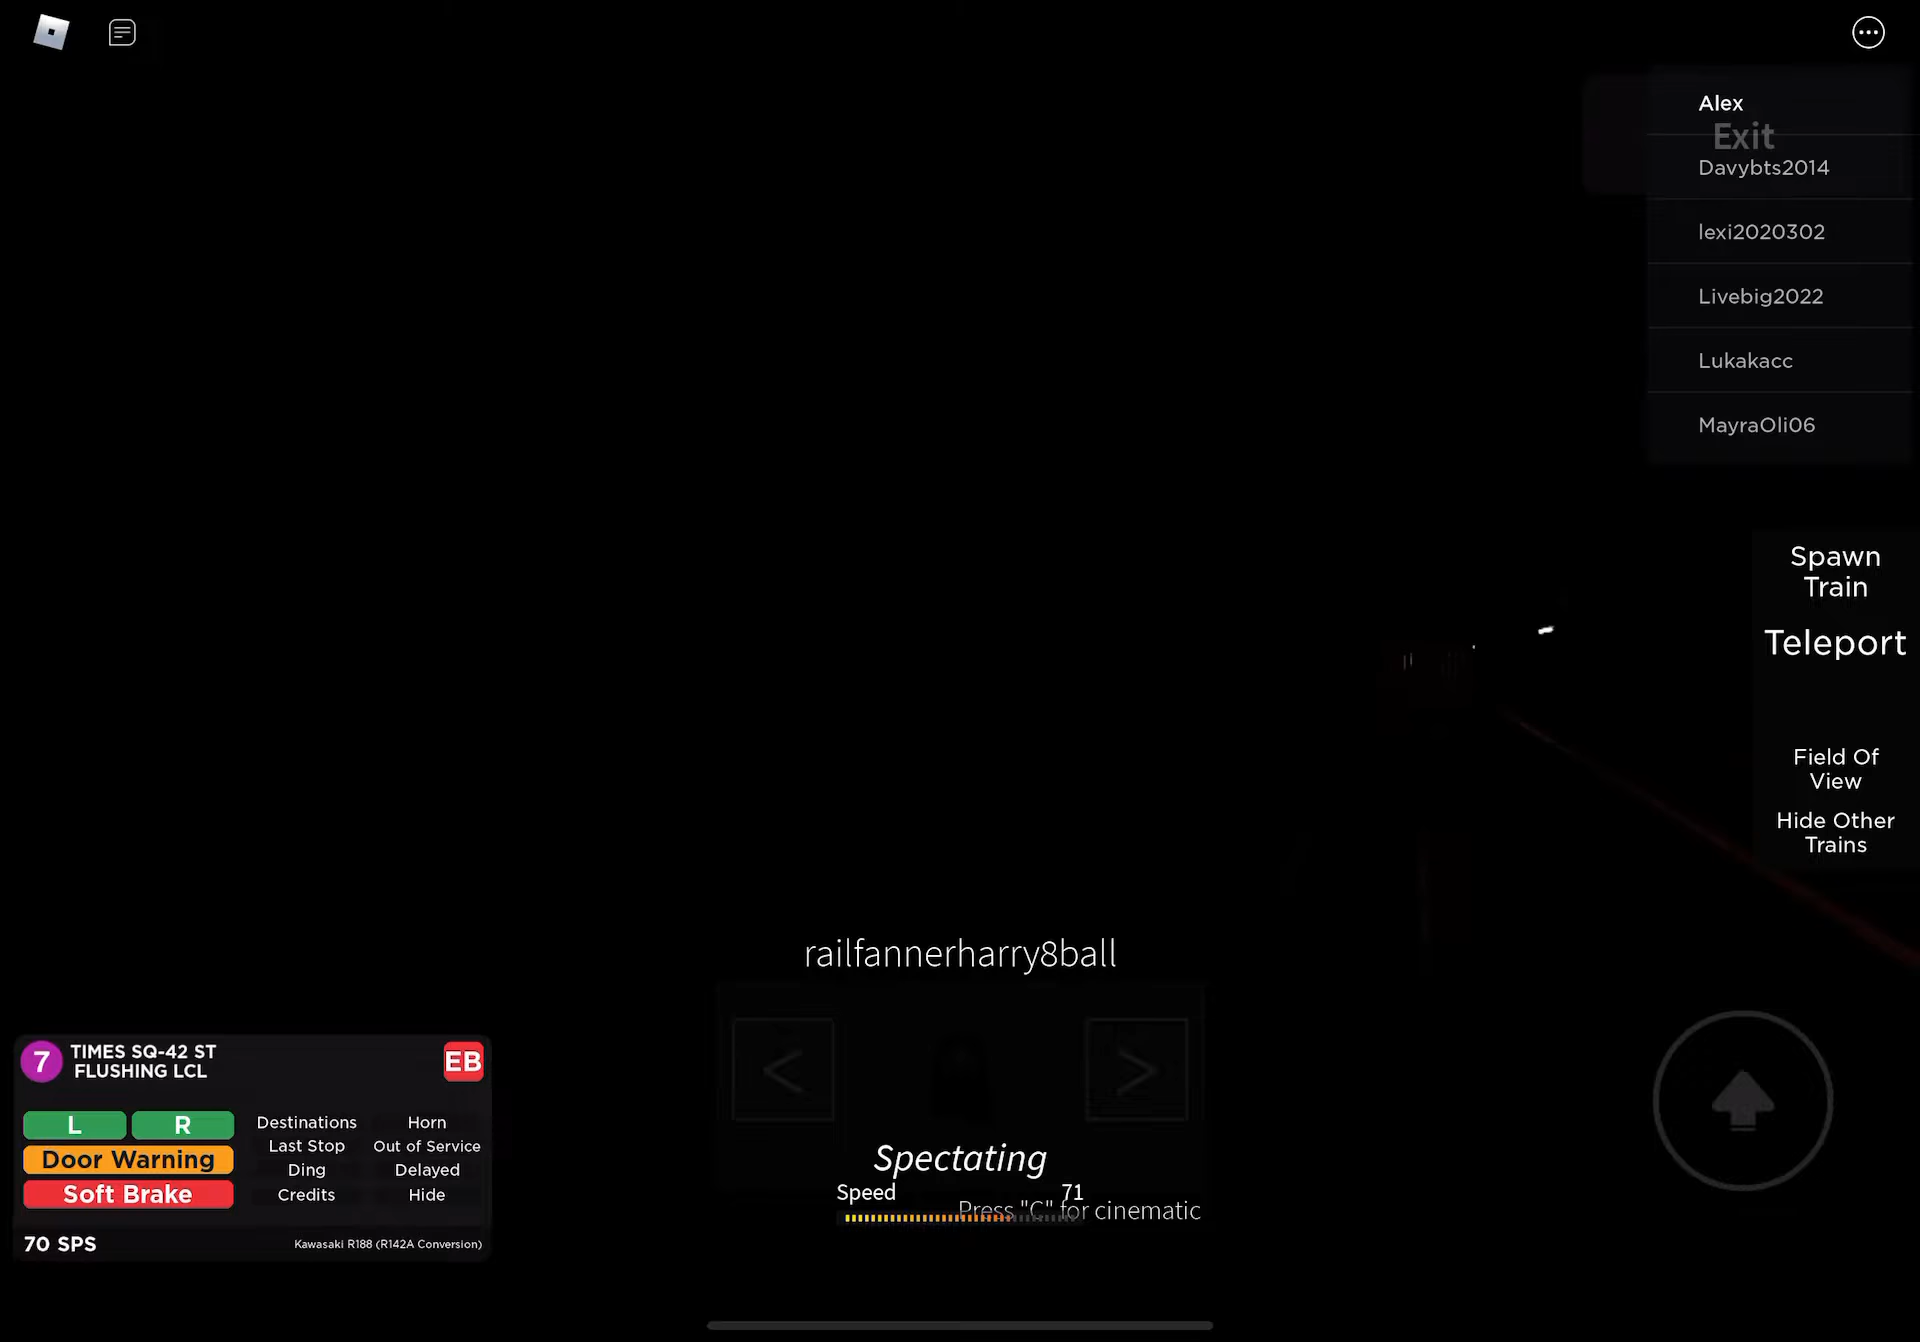 Alex
Exit
Davybts2014
lexi2020302
Livebig2022
Lukakacc
MayraOli06
Spawn
Train
Teleport
Field Of
View
Hide Other
Trains
railfannerharry8ball
<
>
Spectating
Speed 71
Press "C" for cinematic
7 TIMES SQ-42 ST
FLUSHING LCL
EB
L R
Door Warning
Soft Brake
Destinations Horn
Last Stop Out of Service
Ding Delayed
Credits Hide
70 SPS
Kawasaki R188 (R142A Conversion)